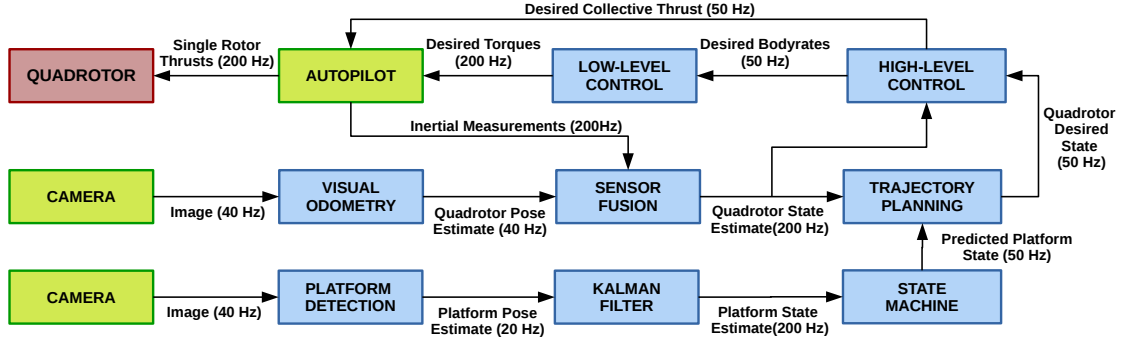 Desired Collective Thrust (50 Hz)
Single Rotor
Thrusts (200 Hz)
Desired Torques
(200 Hz)
Desired Bodyrates
(50 Hz)
QUADROTOR
AUTOPILOT
LOW-LEVEL
CONTROL
HIGH-LEVEL
CONTROL
Inertial Measurements (200Hz)
Quadrotor
Desired
State
(50 Hz)
CAMERA
VISUAL
ODOMETRY
SENSOR
FUSION
TRAJECTORY
PLANNING
Image (40 Hz)
Quadrotor Pose
Estimate (40 Hz)
Quadrotor State
Estimate(200 Hz)
Predicted Platform
State (50 Hz)
CAMERA
PLATFORM
DETECTION
KALMAN
FILTER
STATE
MACHINE
Image (40 Hz)
Platform Pose
Estimate (20 Hz)
Platform State
Estimate(200 Hz)